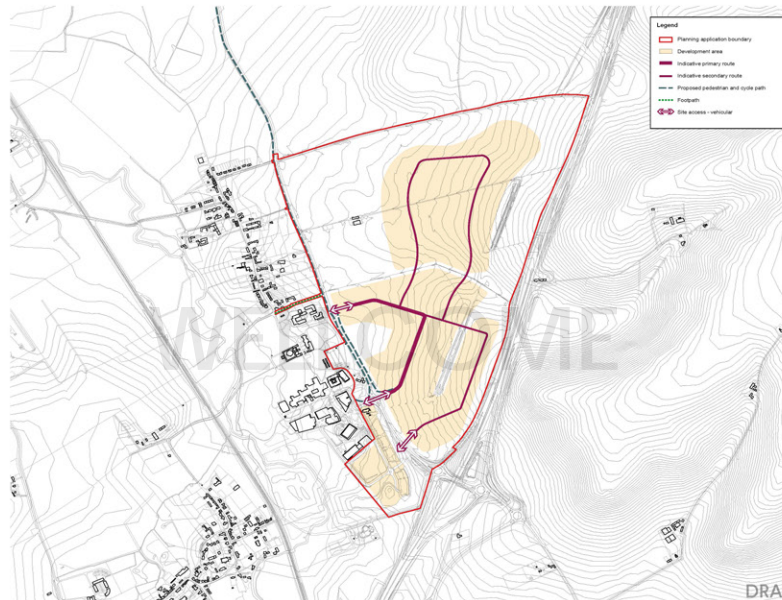 Legend
Planning application boundary
Development area
Indicative primary route
Indicative secondary route
Proposed pedestrian and cycle path
Footpath
Site access - vehicular
WELLCOME
DRA